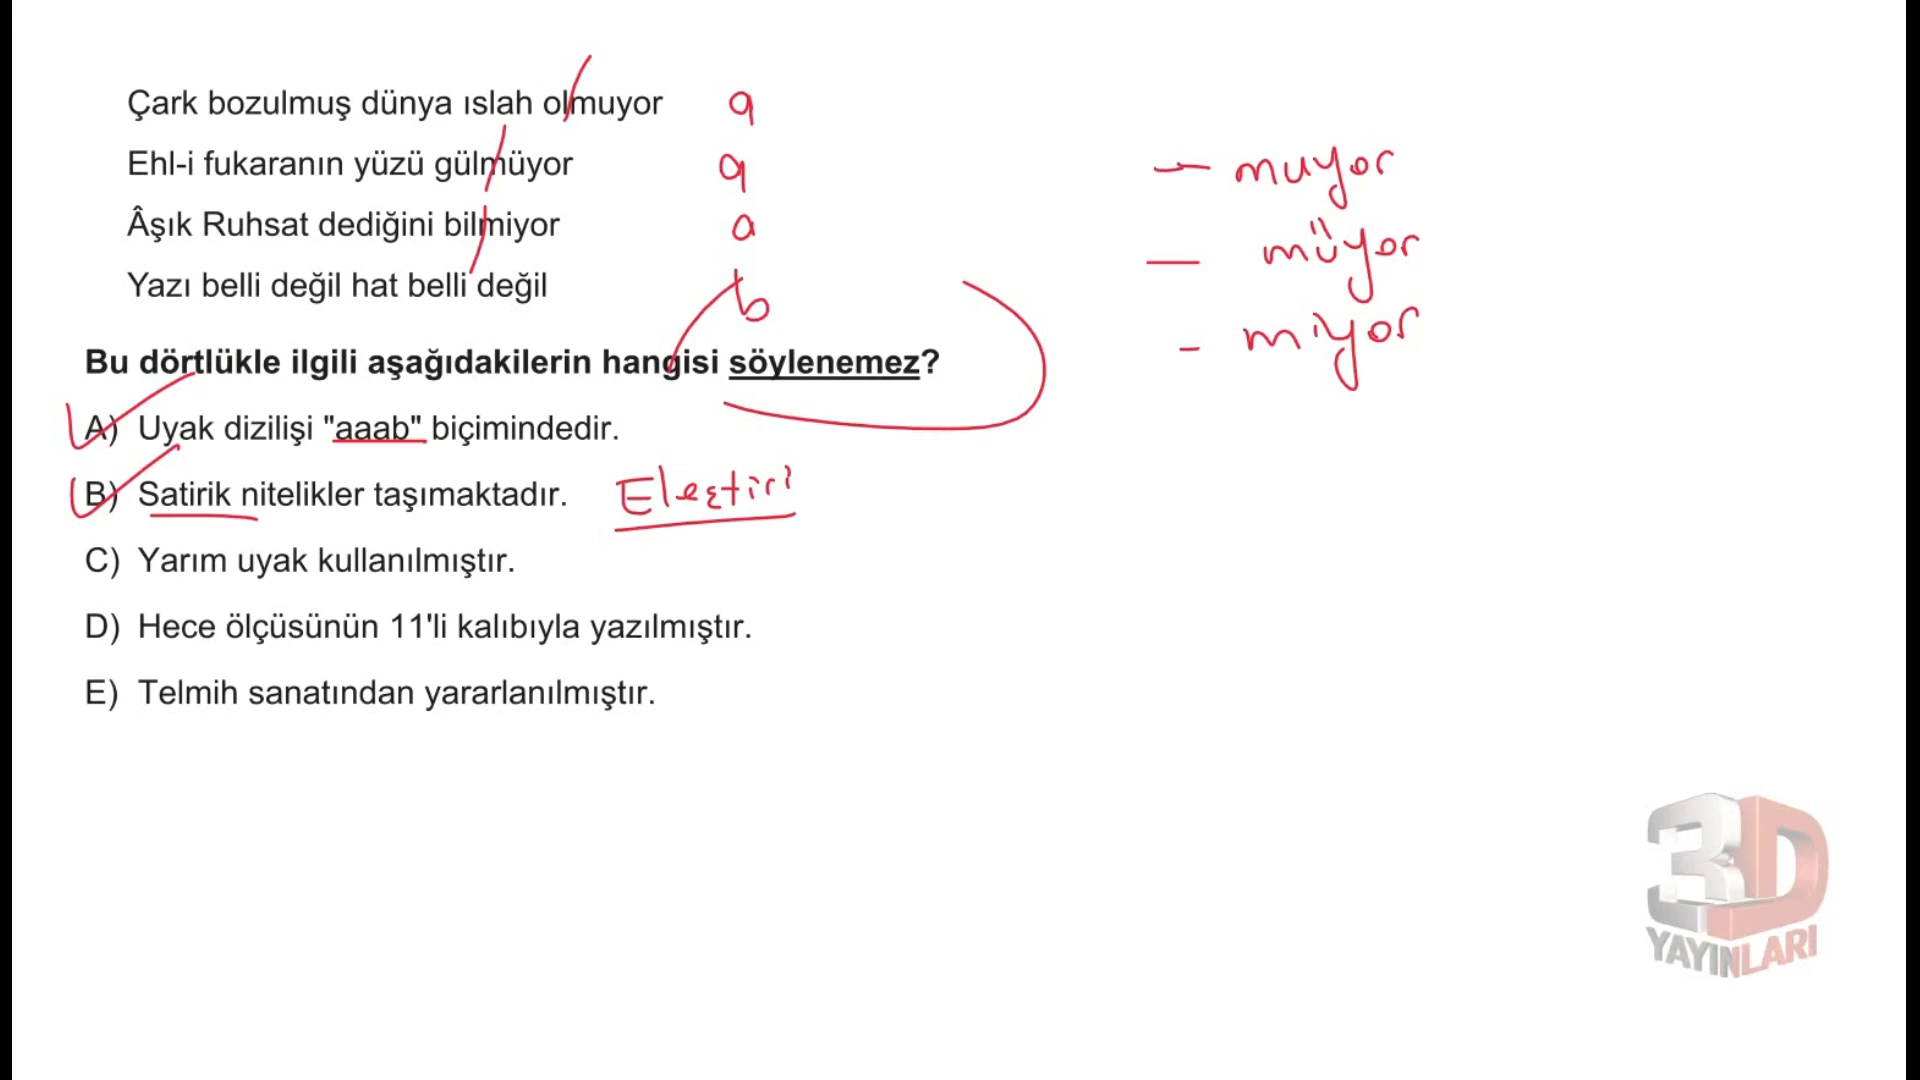 Çark bozulmuş dünya ıslah olmuyor a
Ehl-i fukaranın yüzü gülmüyor a
Âşık Ruhsat dediğini bilmiyor a
Yazı belli değil hat belli değil b
- muyor
- müyor
- miyor
Bu dörtlükle ilgili aşağıdakilerin hangisi söylenemez?
A) Uyak dizilişi "aaab" biçimindedir.
B) Satirik nitelikler taşımaktadır. Eleştiri
C) Yarım uyak kullanılmıştır.
D) Hece ölçüsünün 11'li kalıbıyla yazılmıştır.
E) Telmih sanatından yararlanılmıştır.
3D
YAYINLARI